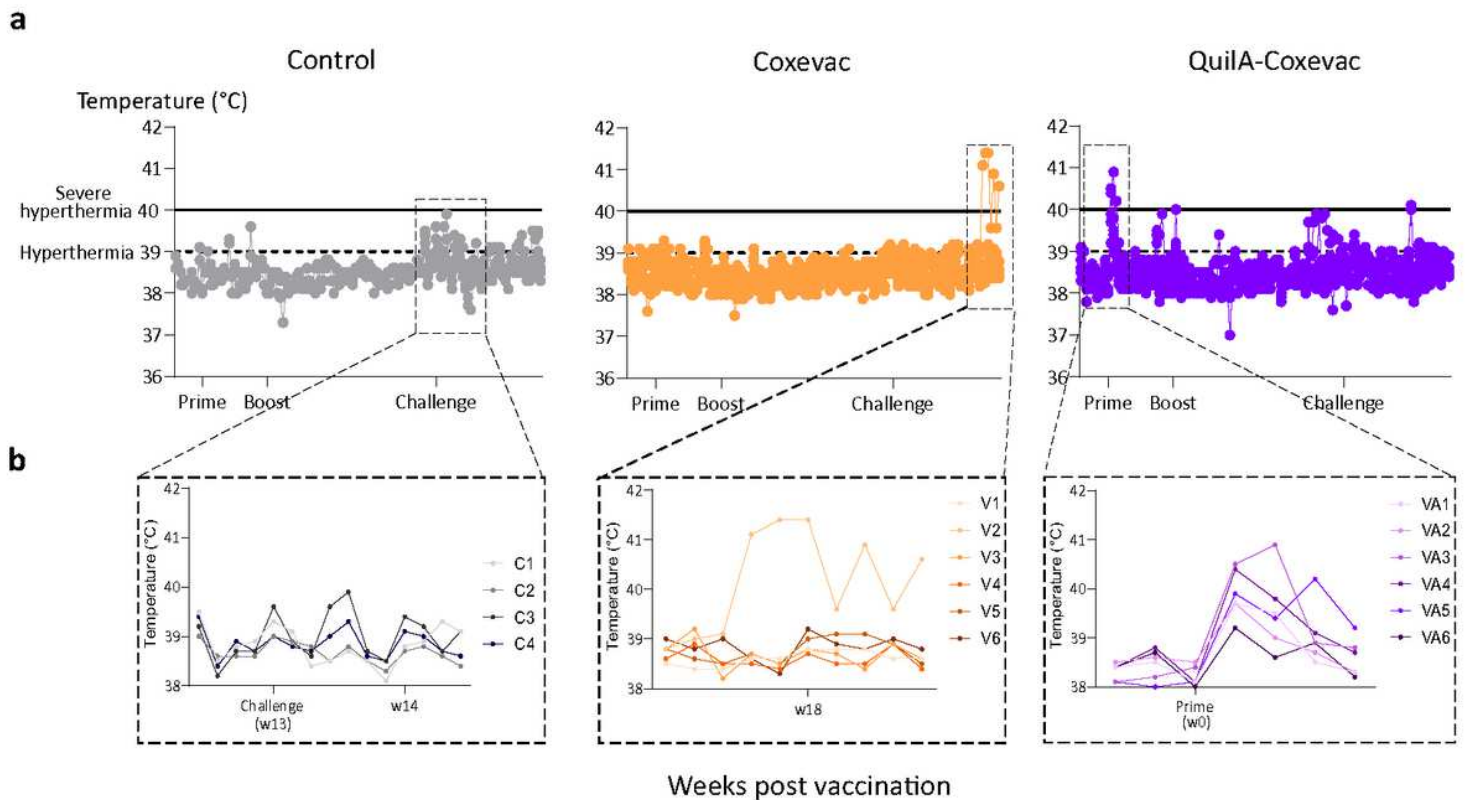 a
Control
Coxevac
QuilA-Coxevac
Temperature (°C)
42
41
Severe
hyperthermia 40
Hyperthermia 39
38
37
36
Prime Boost Challenge
42
41
40
39
38
37
36
Prime Boost Challenge
42
41
40
39
38
37
36
Prime Boost Challenge
b
Temperature (°C)
42
41
40
39
38
Challenge
(w13)
w14
C1
C2
C3
C4
Temperature (°C)
42
41
40
39
38
w18
V1
V2
V3
V4
V5
V6
Temperature (°C)
42
41
40
39
38
Prime
(w0)
VA1
VA2
VA3
VA4
VA5
VA6
Weeks post vaccination